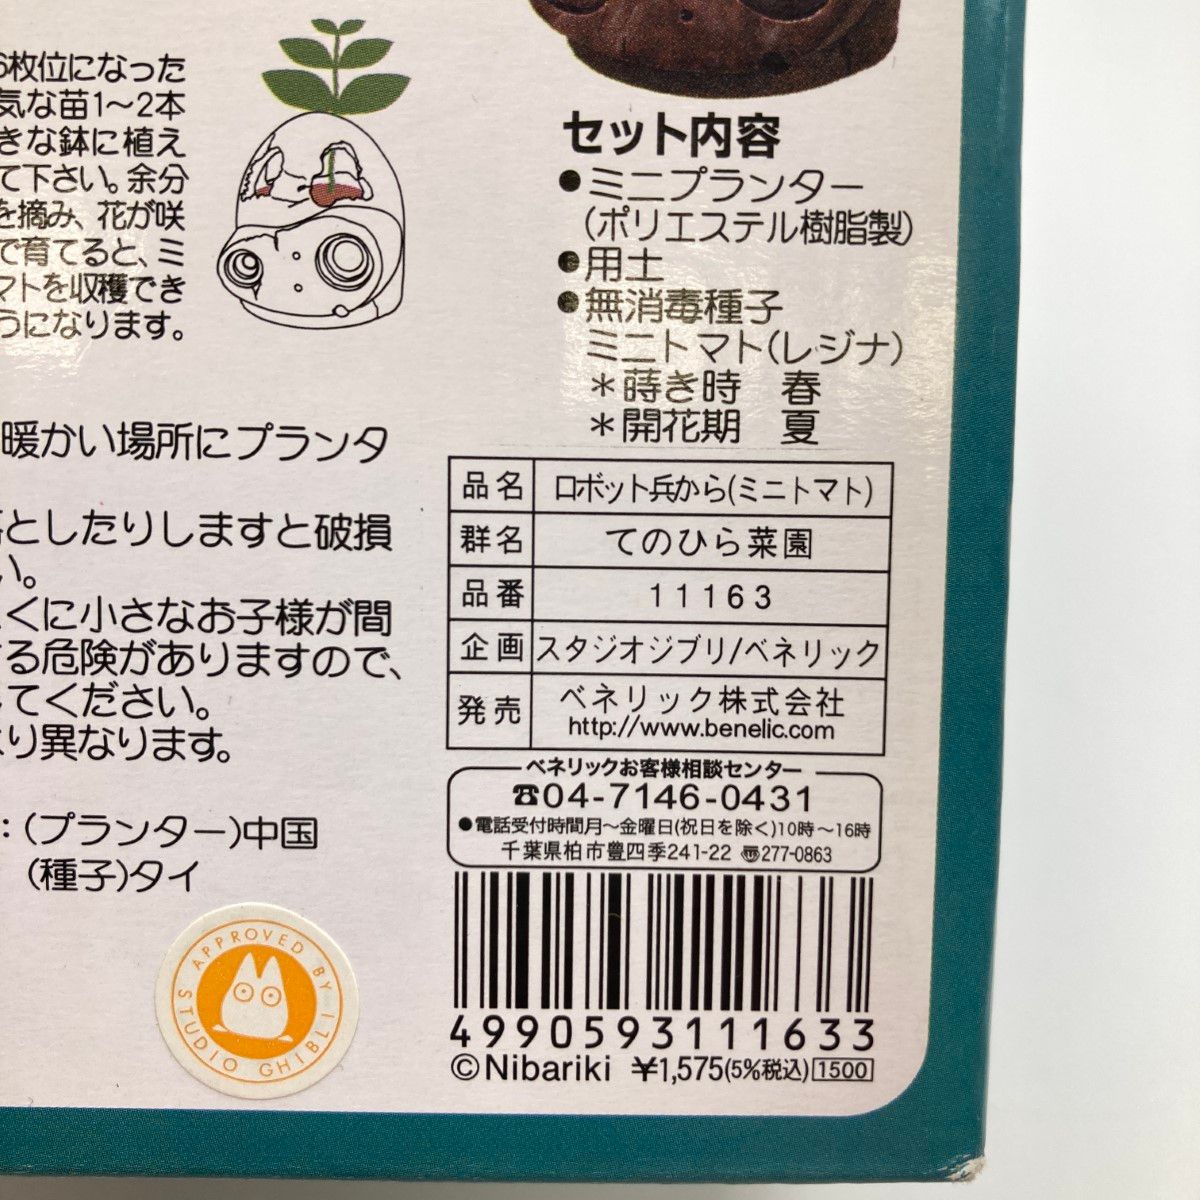 6枚位になった
気な苗1〜2本
きな鉢に植え
て下さい。余分
を摘み、花が咲
で育てると、ミ
マトを収穫でき
うになります。
暖かい場所にプランタ
落としたりしますと破損
い。
くに小さなお子様が間
る危険がありますので、
てください。
より異なります。
:(プランター)中国
(種子)タイ
APPROVED BY
STUDIO GHIBLI
セット内容
●ミニプランター
(ポリエステル樹脂製)
●用土
●無消毒種子
ミニトマト(レジナ)
＊蒔き時 春
＊開花期 夏
品名 ロボット兵から(ミニトマト)
群名 てのひら菜園
品番 11163
企画 スタジオジブリ/ベネリック
発売 ベネリック株式会社
http://www.benelic.com
ベネリックお客様相談センター
☎04-7146-0431
●電話受付時間月〜金曜日(祝日を除く)10時〜16時
千葉県柏市豊四季241-22 〠277-0863
4990593111633
©Nibariki ¥1,575(5%税込) 1500